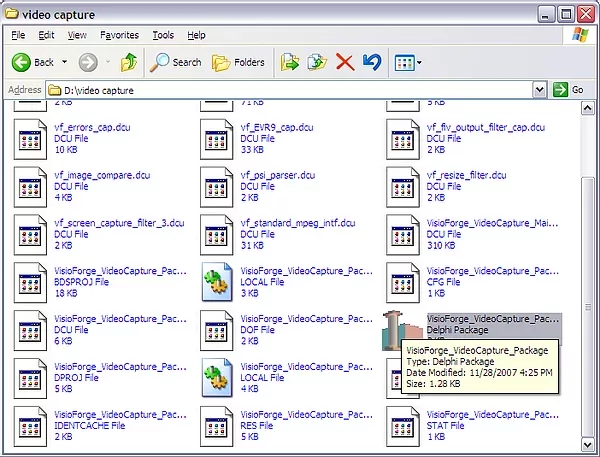 video capture
File Edit View Favorites Tools Help
Back Search Folders
Address D:\video capture Go
2 KB 71 KB 5 KB
vf_errors_cap.dcu
DCU File
10 KB
vf_EVR9_cap.dcu
DCU File
33 KB
vf_flv_output_filter_cap.dcu
DCU File
2 KB
vf_image_compare.dcu
DCU File
4 KB
vf_psi_parser.dcu
DCU File
2 KB
vf_resize_filter.dcu
DCU File
2 KB
vf_screen_capture_filter_3.dcu
DCU File
2 KB
vf_standard_mpeg_intf.dcu
DCU File
31 KB
VisioForge_VideoCapture_Mai...
DCU File
310 KB
VisioForge_VideoCapture_Pac...
BDSPROJ File
18 KB
VisioForge_VideoCapture_Pac...
LOCAL File
3 KB
VisioForge_VideoCapture_Pac...
CFG File
1 KB
VisioForge_VideoCapture_Pac...
DCU File
6 KB
VisioForge_VideoCapture_Pac...
DOF File
2 KB
VisioForge_VideoCapture_Pac...
Delphi Package
VisioForge_VideoCapture_Package
Type: Delphi Package
Date Modified: 11/28/2007 4:25 PM
Size: 1.28 KB
VisioForge_VideoCapture_Pac...
DPROJ File
5 KB
VisioForge_VideoCapture_Pac...
LOCAL File
4 KB
VisioForge_VideoCapture_Pac...
IDENTCACHE File
2 KB
VisioForge_VideoCapture_Pac...
RES File
5 KB
VisioForge_VideoCapture_Pac...
STAT File
1 KB